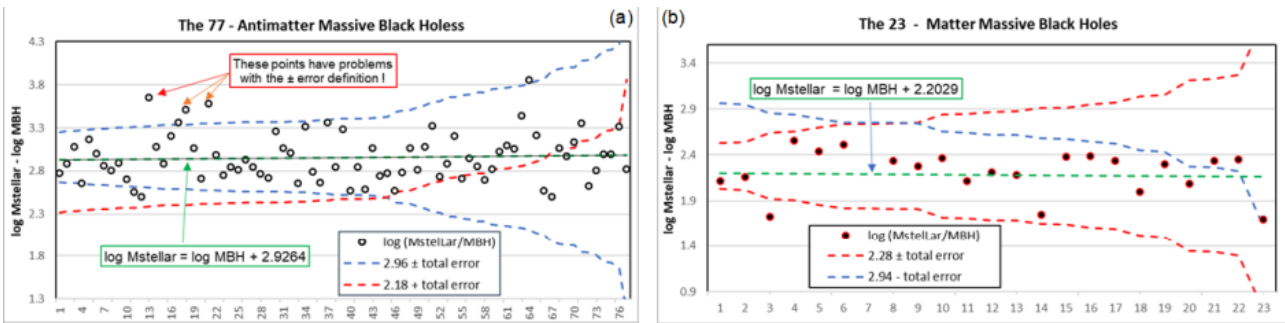 The 77 - Antimatter Massive Black Holess
(a)
log Mstellar - log MBH
4.3
3.8
3.3
2.8
2.3
1.8
1.3
These points have problems
with the ± error definition !
log Mstellar = log MBH + 2.9264
log (MstelLar/MBH)
2.96 ± total error
2.18 + total error
1 4 7 10 13 16 19 22 25 28 31 34 37 40 43 46 49 52 55 58 61 64 67 70 73 76
(b)
The 23 - Matter Massive Black Holes
log Mstellar - log MBH
3.4
2.9
2.4
1.9
1.4
0.9
log Mstellar = log MBH + 2.2029
log (MstelLar/MBH)
2.28 ± total error
2.94 - total error
1 2 3 4 5 6 7 8 9 10 11 12 13 14 15 16 17 18 19 20 21 22 23